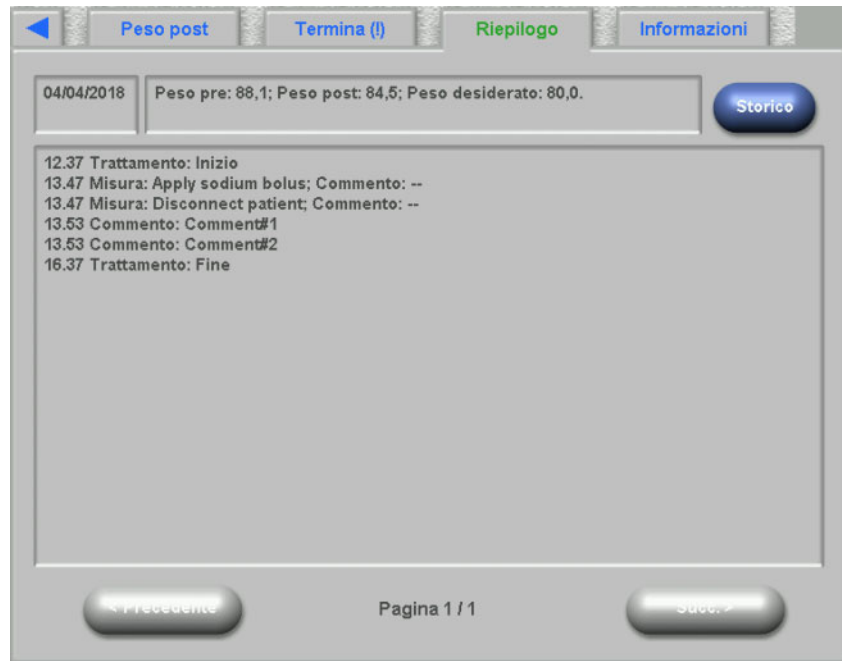 Peso post
Termina (!)
Riepilogo
Informazioni
04/04/2018
Peso pre: 88,1; Peso post: 84,5; Peso desiderato: 80,0.
Storico
12.37 Trattamento: Inizio
13.47 Misura: Apply sodium bolus; Commento: --
13.47 Misura: Disconnect patient; Commento: --
13.53 Commento: Comment#1
13.53 Commento: Comment#2
16.37 Trattamento: Fine
< Precedente
Pagina 1 / 1
Succ. >